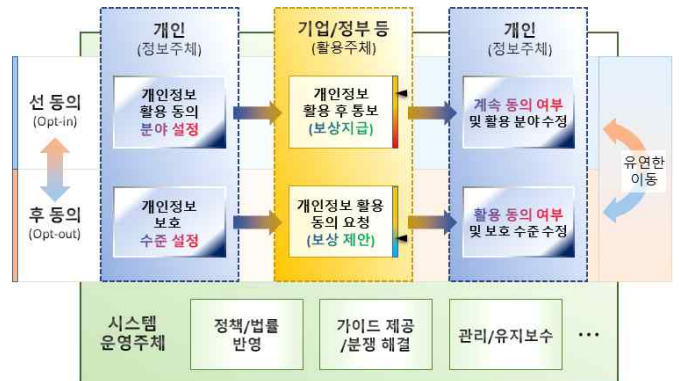 개인
(정보주체)
기업/정부 등
(활용주체)
개인
(정보주체)
선 동의
(Opt-in)
개인정보
활용 동의
분야 설정
개인정보
활용 후 통보
(보상지급)
계속 동의 여부
및 활용 분야 수정
유연한
이동
후 동의
(Opt-out)
개인정보
보호
수준 설정
개인정보 활용
동의 요청
(보상 제안)
활용 동의 여부
및 보호 수준 수정
시스템
운영주체
정책/법률
반영
가이드 제공
/분쟁 해결
관리/유지보수
···